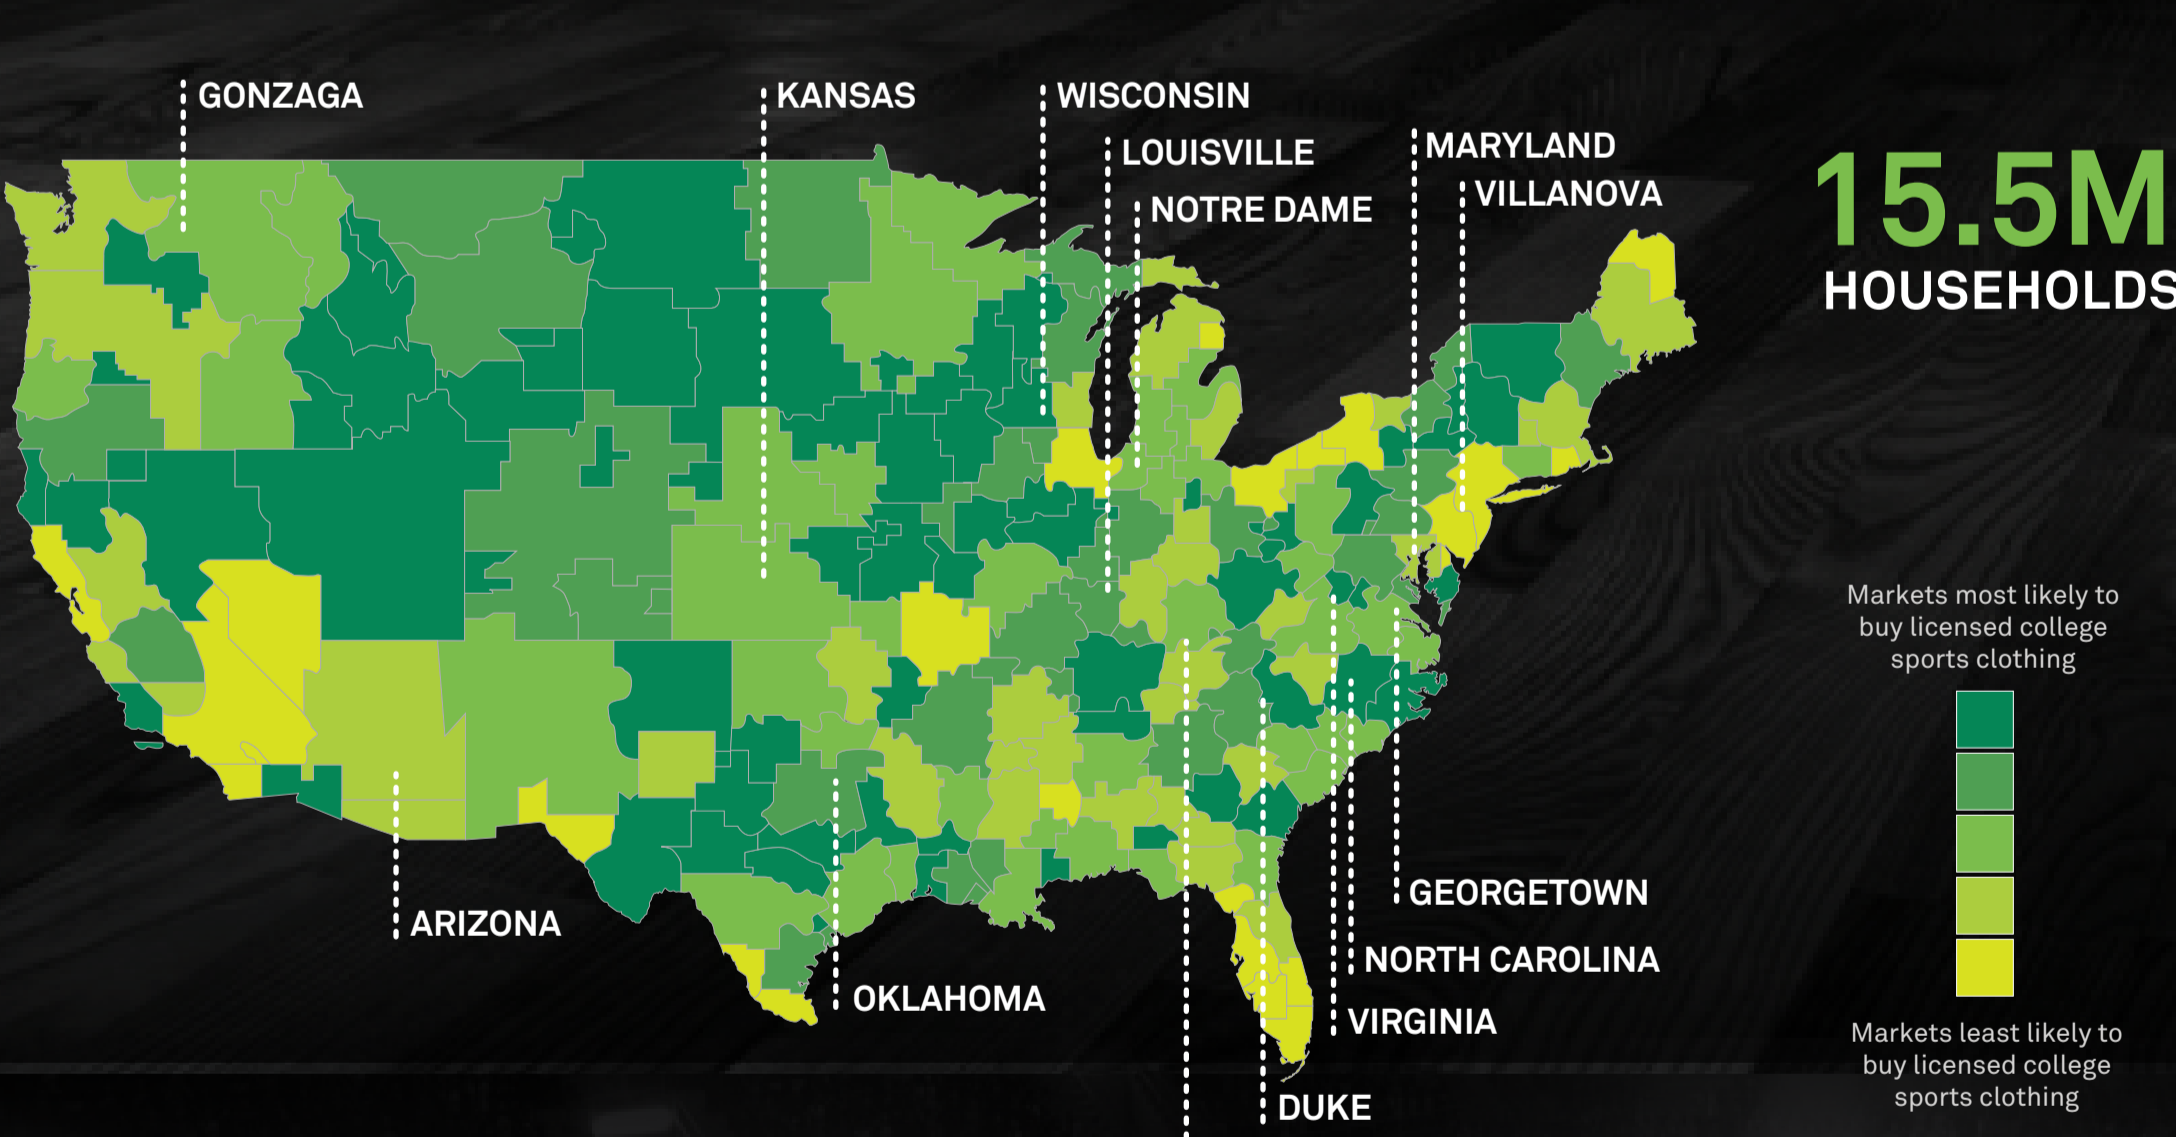 GONZAGA
KANSAS
WISCONSIN
LOUISVILLE
NOTRE DAME
MARYLAND
VILLANOVA
15.5M
HOUSEHOLDS
Markets most likely to
buy licensed college
sports clothing
Markets least likely to
buy licensed college
sports clothing
ARIZONA
OKLAHOMA
GEORGETOWN
NORTH CAROLINA
VIRGINIA
DUKE